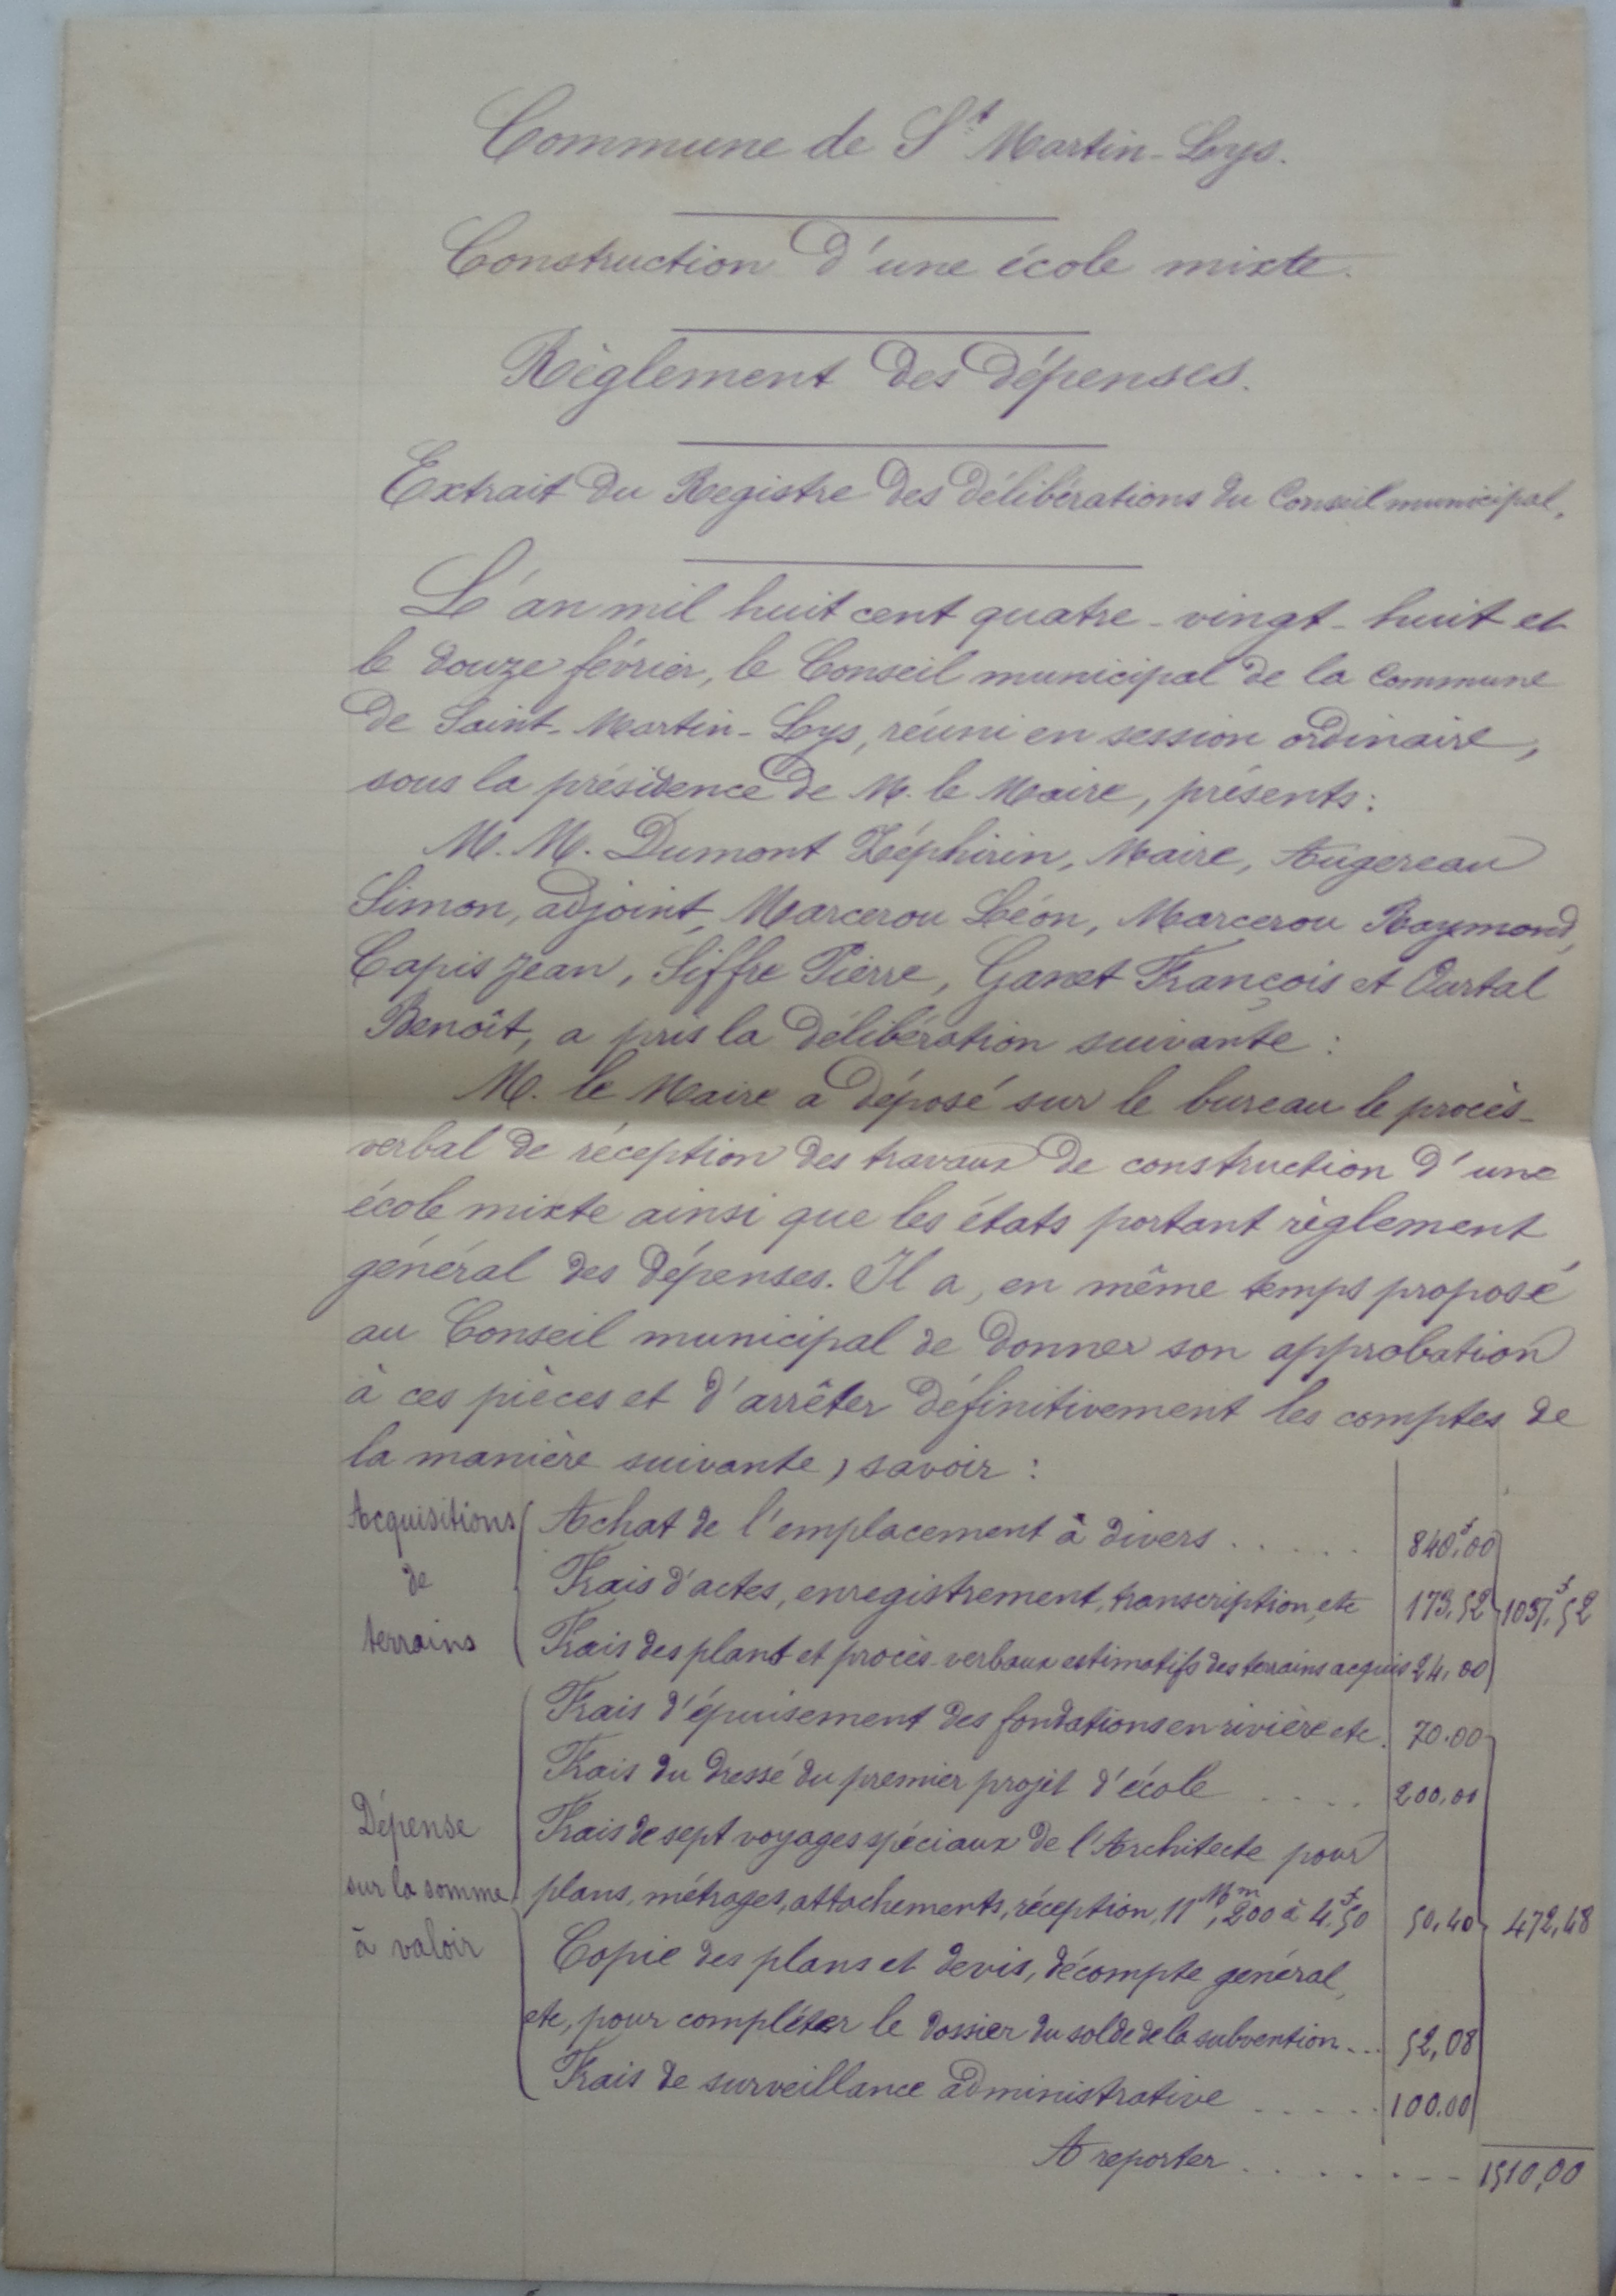 Commune de St Martin-Lys.
Construction d'une école mixte.
Règlement des dépenses.
Extrait du Registre des délibérations du Conseil municipal.
L'an mil huit cent quatre-vingt-huit et
le douze février, le Conseil municipal de la Commune
de Saint-Martin-Lys, réuni en session ordinaire,
sous la présidence de M. le Maire, présents:
M. M. Dumont Zéphirin, Maire, Augereau
Simon, adjoint, Marcerou Léon, Marcerou Raymond,
Capis Jean, Siffre Pierre, Ganet François et Ourtal
Benoît, a pris la délibération suivante:
M. le Maire a déposé sur le bureau le procès-
verbal de réception des travaux de construction d'une
école mixte ainsi que les états portant règlement
général des dépenses. Il a, en même temps proposé
au Conseil municipal de donner son approbation
à ces pièces et d'arrêter définitivement les comptes de
la manière suivante, savoir:
Acquisitions de terrains
Achat de l'emplacement à divers ..... 840f,00
Frais d'actes, enregistrement, transcription, etc 173,52 1037f,52
Frais des plans et procès-verbaux estimatifs des terrains acquis 24,00
Dépense sur la somme à valoir
Frais d'épuisement des fondations en rivière etc. 70.00
Frais du dressé du premier projet d'école .... 200,00
Frais de sept voyages spéciaux de l'Architecte pour
plans, métrages, attachements, réception, 11Mm,200 à 4f,50 50,40 472,48
Copie des plans et devis, décompte général,
etc, pour compléter le dossier du solde de la subvention... 52,08
Frais de surveillance administrative ..... 100.00
A reporter ....... 1510,00